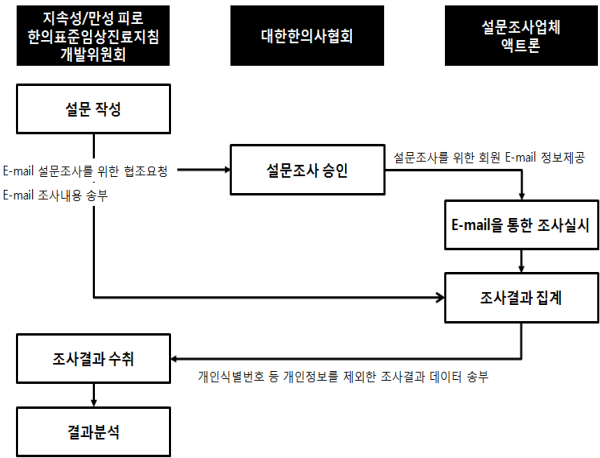 지속성/만성 피로
한의표준임상진료지침
개발위원회
대한한의사협회
설문조사업체
액트론
설문 작성
E-mail 설문조사를 위한 협조요청
E-mail 조사내용 송부
설문조사 승인
설문조사를 위한 회원 E-mail 정보제공
E-mail을 통한 조사실시
조사결과 집계
조사결과 수취
개인식별번호 등 개인정보를 제외한 조사결과 데이터 송부
결과분석